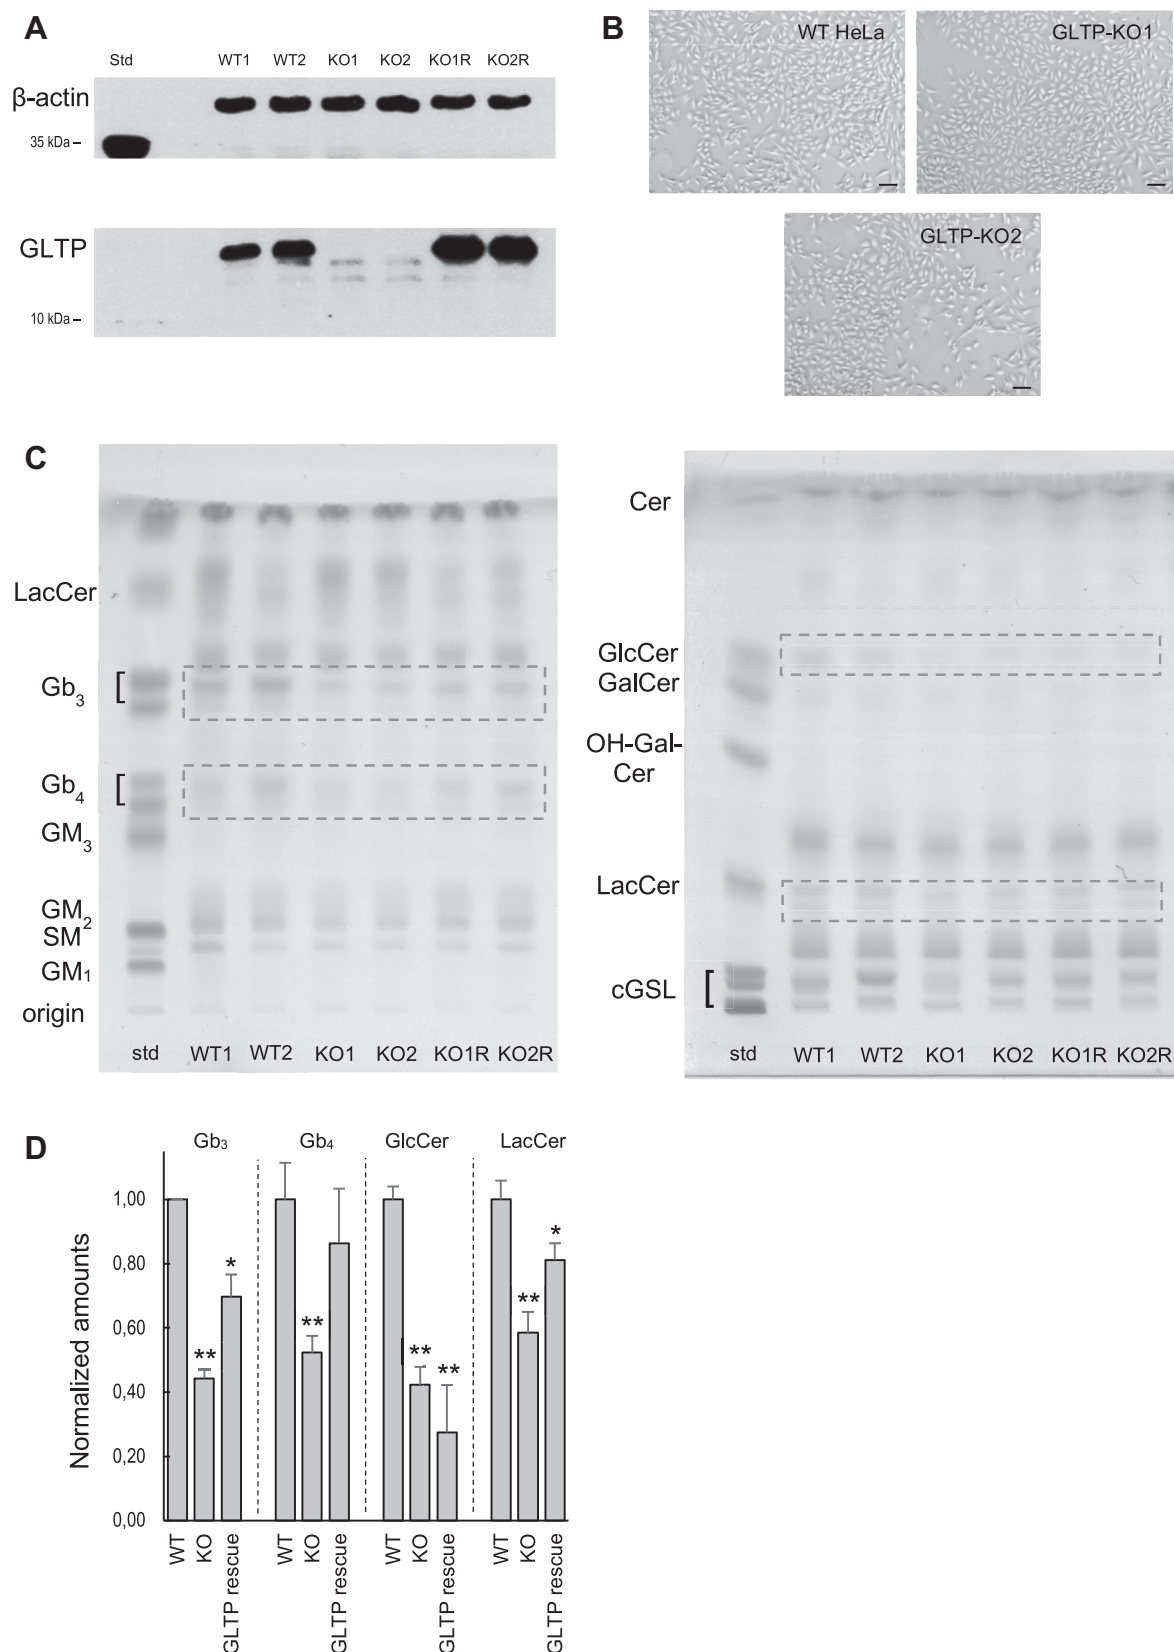 A
Std WT1 WT2 KO1 KO2 KO1R KO2R
β-actin
35 kDa –
GLTP
10 kDa –
B
WT HeLa
GLTP-KO1
GLTP-KO2
C
LacCer
Gb3
Gb4
GM3
GM2
SM
GM1
origin
std WT1 WT2 KO1 KO2 KO1R KO2R
Cer
GlcCer
GalCer
OH-Gal-
Cer
LacCer
cGSL
std WT1 WT2 KO1 KO2 KO1R KO2R
D
Gb3 Gb4 GlcCer LacCer
Normalized amounts
1,00
0,80
0,60
0,40
0,20
0,00
** * ** ** ** ** *
WT KO GLTP rescue WT KO GLTP rescue WT KO GLTP rescue WT KO GLTP rescue